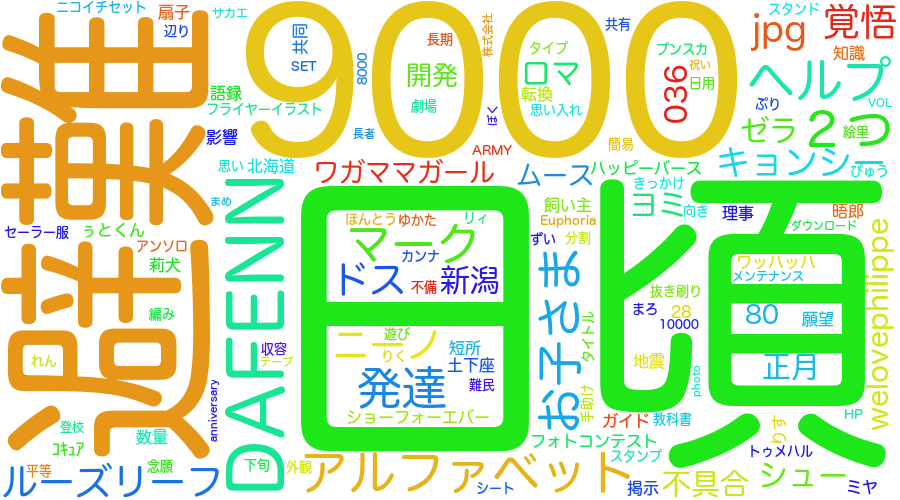 ニコイチセット
扇子
サカエ
辺り
避難
9000
共同
SET
8000
長期
株式会社
共有
プンスカ
スタンド
jpg
覚悟
知識
タイプ
ロマ
開発
転換
036
祝い
日用
ヘルプ
VOL
語録
フライヤーイラスト
劇場
思い入れ
ぷり
影響
長者
ぼく
ゼラ
2つ
絵里
ARMY
簡易
思い
北海道
ワガママガール
ムース
ハッピーバース
キョンシー
びゅう
まめ
きっかけ
セーラー服
ぅとくん
DAFEENN
日頃
ほんとう
ゆかた
リィ
飼い主
ヨミ
向き
理事
晤郎
Euphoria
ダウンロード
アンソロ
莉犬
マーク
カンナ
ずい
分割
ワッハッハ
メンテナンス
welovephilippe
ドス
不備
新潟
お子さま
抜き刷り
編み
まろ
28
10000
80
願望
遊び
ニーノ
りく
短所
タイトル
れん
収容
テープ
土下座
地震
正月
発達
難民
photo
anniversary
手助け
ショーフォーエバー
ガイド
教科書
HP
登校
数量
コキュア
フォトコンテスト
りす
スタンプ
トゥメハル
平等
念願
下旬
外観
アルファベット
ルーズリーフ
シート
掲示
不具合
シュー
ミヤ